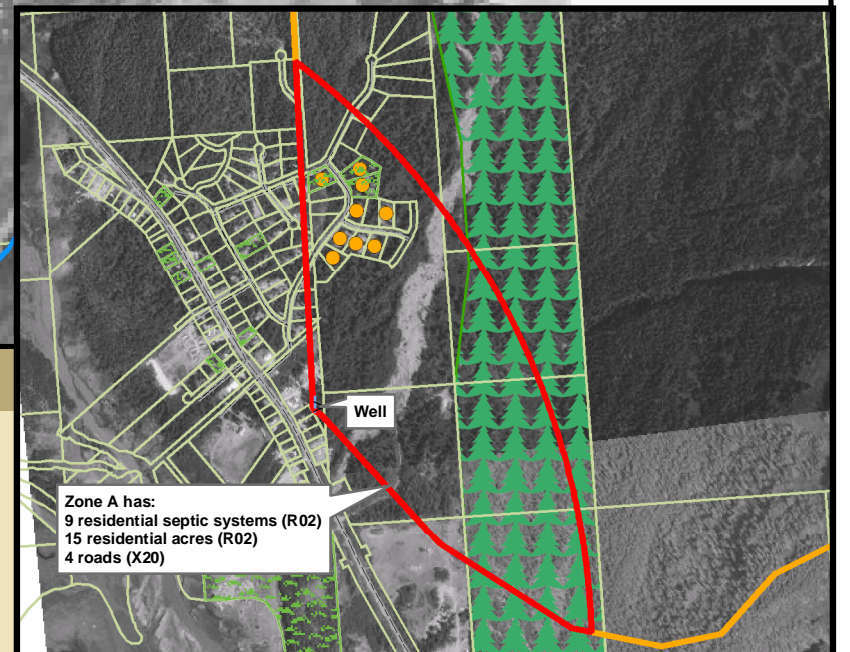 Well
Zone A has:
9 residential septic systems (R02)
15 residential acres (R02)
4 roads (X20)